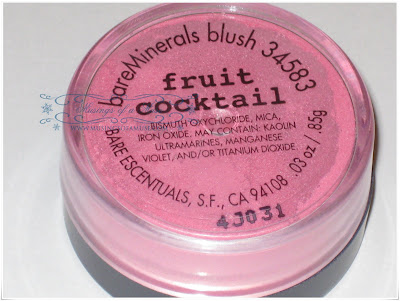 bareMinerals blush 34583
fruit
cocktail
BISMUTH OXYCHLORIDE, MICA,
IRON OXIDE. MAY CONTAIN: KAOLIN
ULTRAMARINES, MANGANESE
VIOLET, AND/OR TITANIUM DIOXIDE.
BARE ESCENTUALS, S.F., CA 94108 .03 oz / .85g
4J031